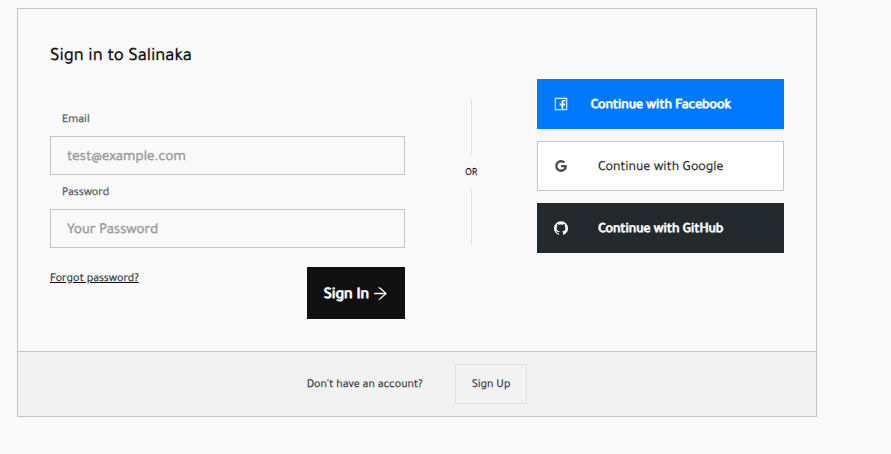 Sign in to Salinaka
Email
test@example.com
Password
Your Password
Forgot password?
Sign In
OR
Continue with Facebook
Continue with Google
Continue with GitHub
Don't have an account?
Sign Up